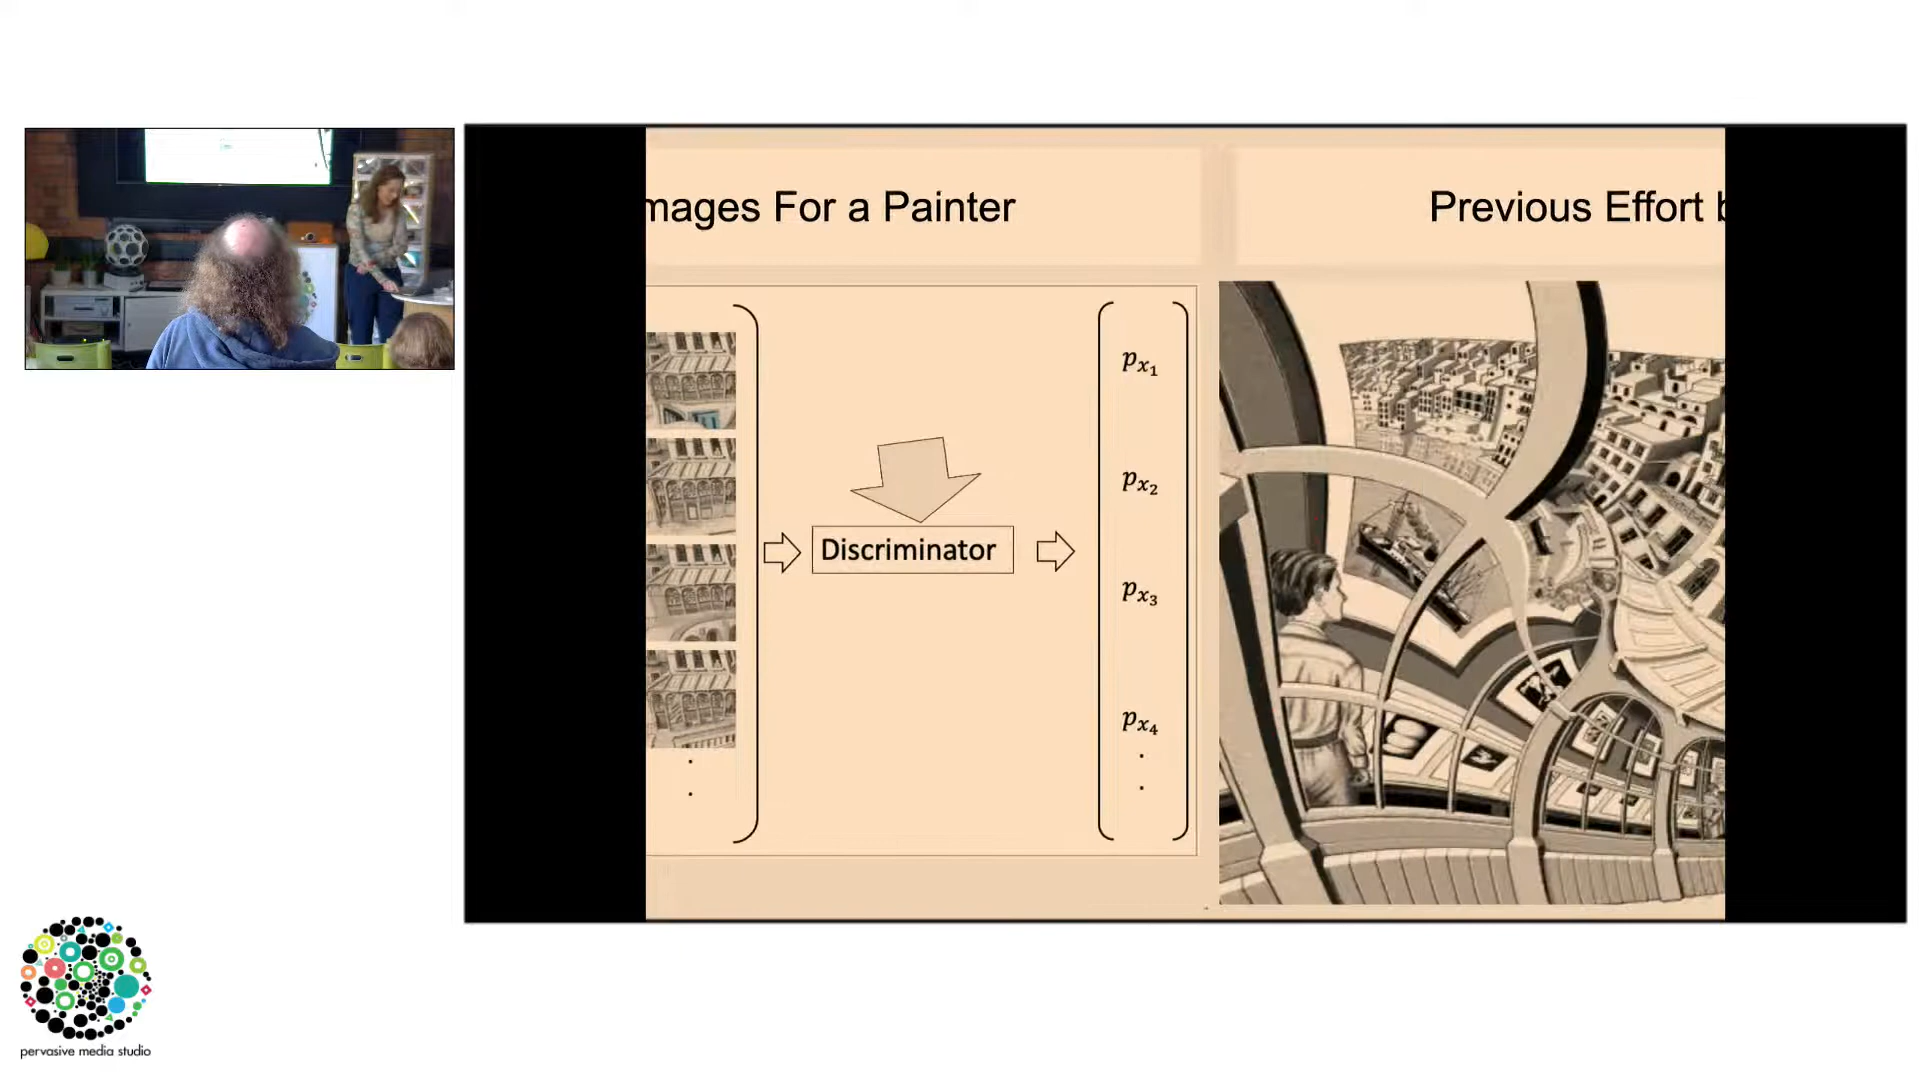 mages For a Painter
Previous Effort
Discriminator
pₓ₁
pₓ₂
pₓ₃
pₓ₄
pervasive media studio